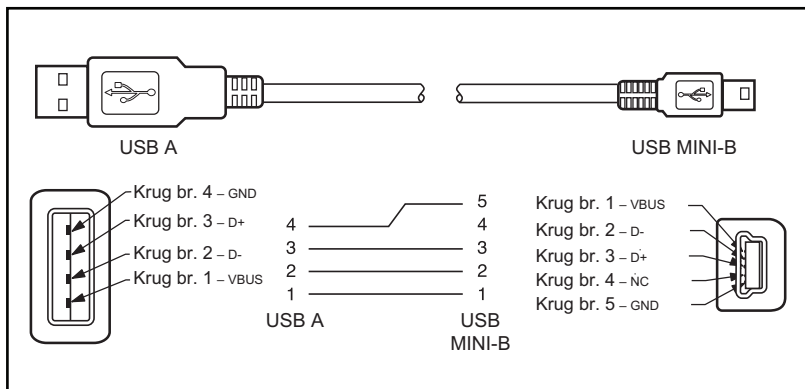 USB A
USB MINI-B
Krug br. 4 – GND
Krug br. 3 – D+
Krug br. 2 – D-
Krug br. 1 – VBUS
4
3
2
1
USB A
5
4
3
2
1
USB
MINI-B
Krug br. 1 – VBUS
Krug br. 2 – D-
Krug br. 3 – D+
Krug br. 4 – NC
Krug br. 5 – GND